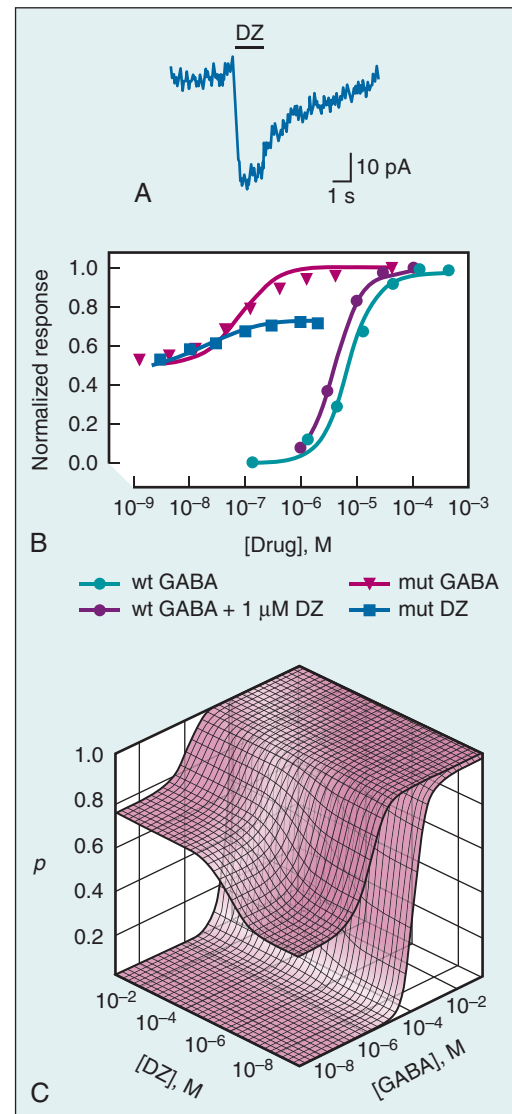 DZ
10 pA
1 s
A
Normalized response
1.0
0.8
0.6
0.4
0.2
0.0
10⁻⁹ 10⁻⁸ 10⁻⁷ 10⁻⁶ 10⁻⁵ 10⁻⁴ 10⁻³
[Drug], M
B
wt GABA
mut GABA
wt GABA + 1 μM DZ
mut DZ
p
1.0
0.8
0.6
0.4
0.2
10⁻²
10⁻⁴
10⁻⁶
10⁻⁸
[DZ], M
10⁻⁸
10⁻⁶
10⁻⁴
10⁻²
[GABA], M
C